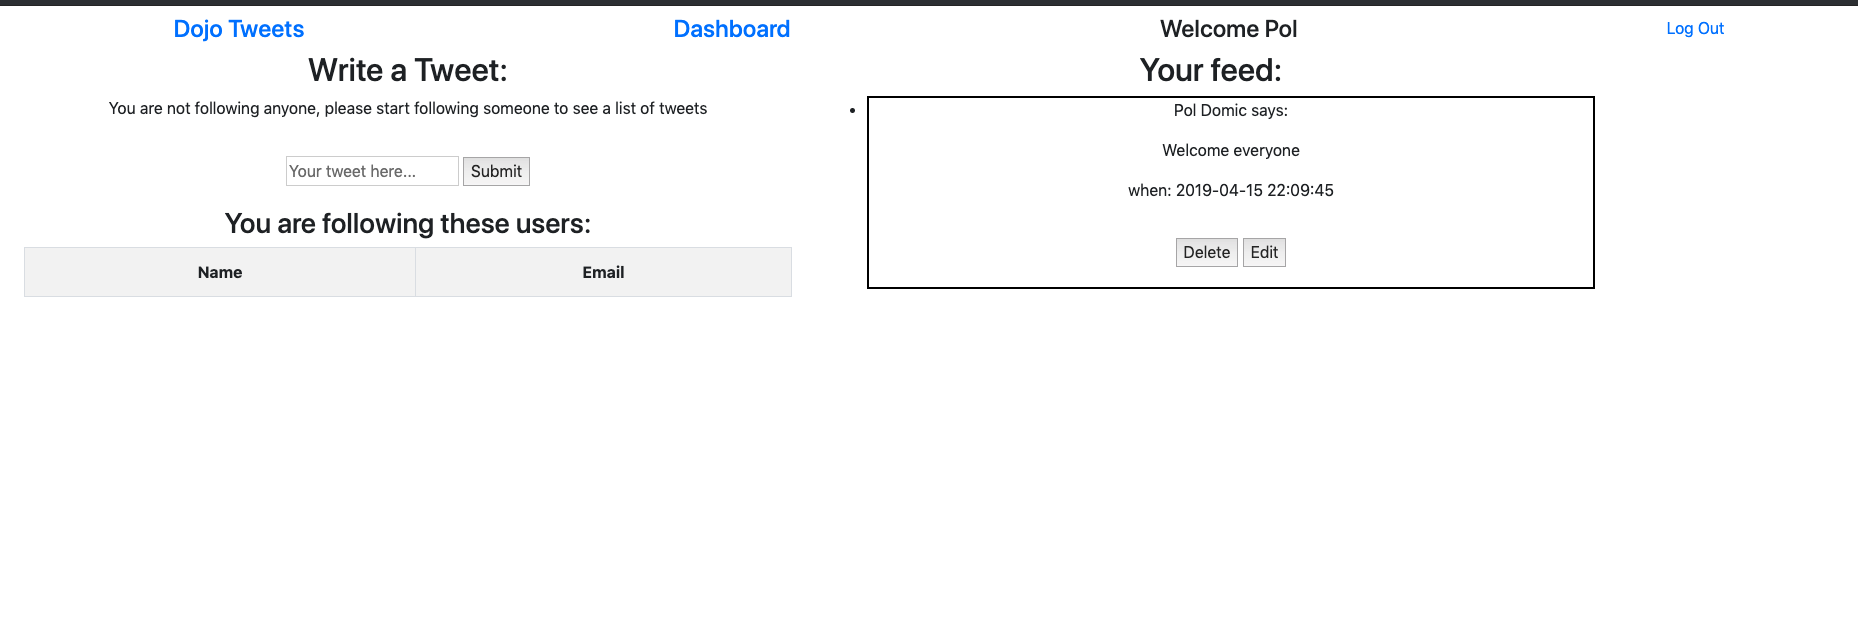 Dojo Tweets Dashboard Welcome Pol Log Out
Write a Tweet:
You are not following anyone, please start following someone to see a list of tweets
Your tweet here... Submit
You are following these users:
Name Email
Your feed:
Pol Domic says:
Welcome everyone
when: 2019-04-15 22:09:45
Delete Edit